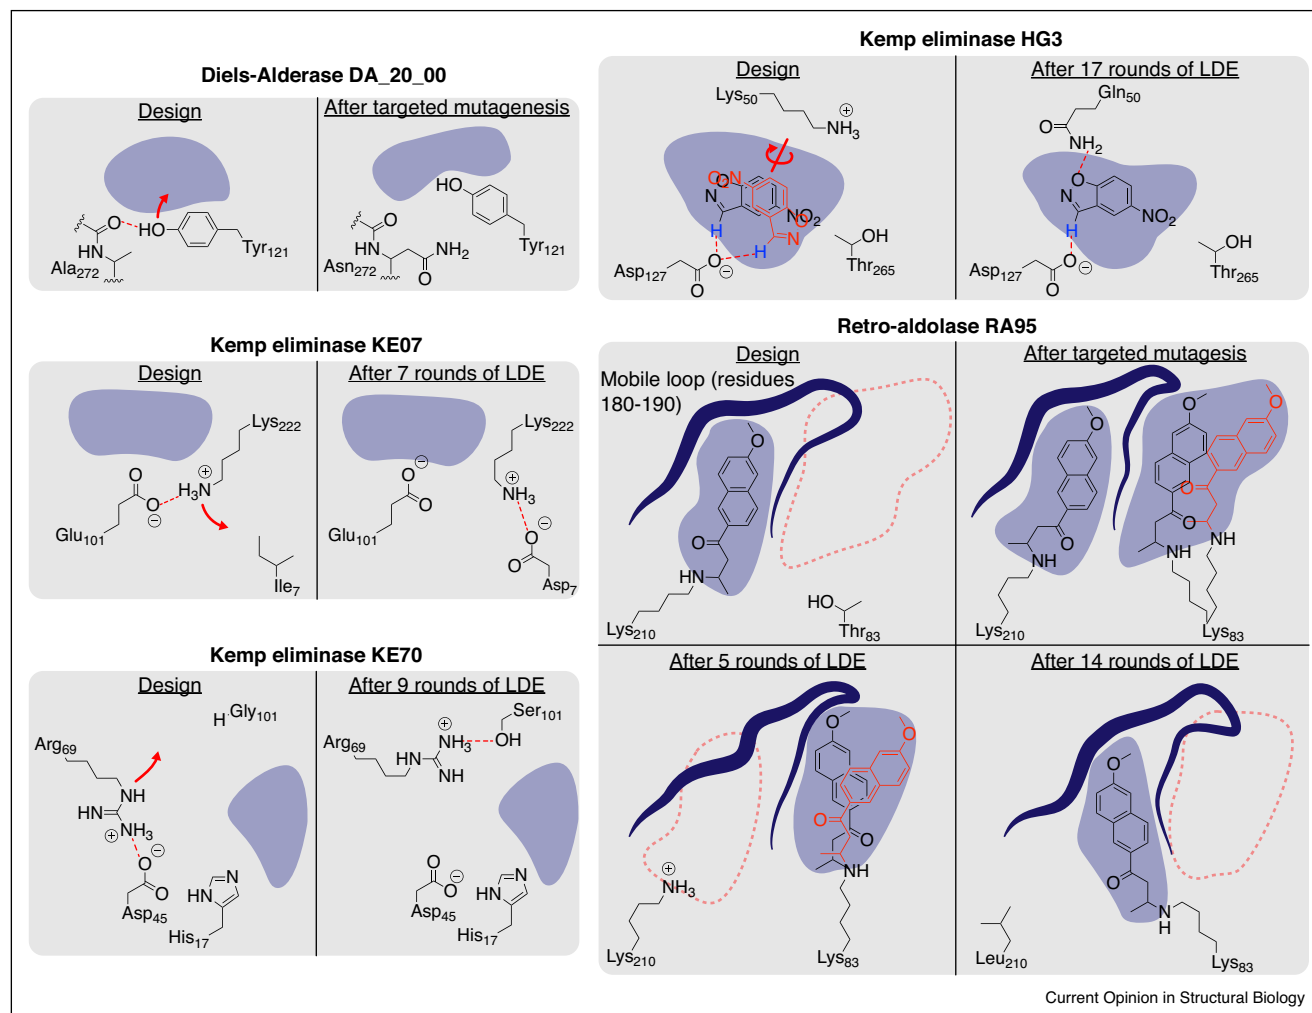 Diels-Alderase DA_20_00
Design
After targeted mutagenesis
O
HO
N
H
Ala272
Tyr121
HO
O
N
H
NH2
Asn272
Tyr121
Kemp eliminase KE07
Design
After 7 rounds of LDE
Lys222
O
O
⊖
H3N
⊕
Glu101
Ile7
Lys222
O
⊖
O
Glu101
⊕
NH3
O
⊖
O
Asp7
Kemp eliminase KE70
Design
After 9 rounds of LDE
H
Gly101
Arg69
NH
HN
NH3
⊕
⊖
O
O
Asp45
N
HN
His17
Ser101
OH
Arg69
HN
⊕
NH3
NH
O
O
⊖
Asp45
N
HN
His17
Kemp eliminase HG3
Design
After 17 rounds of LDE
Lys50
⊕
NH3
O2N
O
N
NO2
O
N
H
H
OH
Thr265
Asp127
O
⊖
O
Gln50
O
NH2
O
N
NO2
H
OH
Thr265
Asp127
O
⊖
O
Retro-aldolase RA95
Design
After targeted mutagesis
Mobile loop (residues
180-190)
O
O
HN
Lys210
HO
Thr83
O
O
HN
Lys210
O
O
O
O
NH
HN
Lys83
After 5 rounds of LDE
After 14 rounds of LDE
⊕
NH3
Lys210
O
O
O
O
NH
Lys83
O
O
N
H
Leu210
Lys83
Current Opinion in Structural Biology